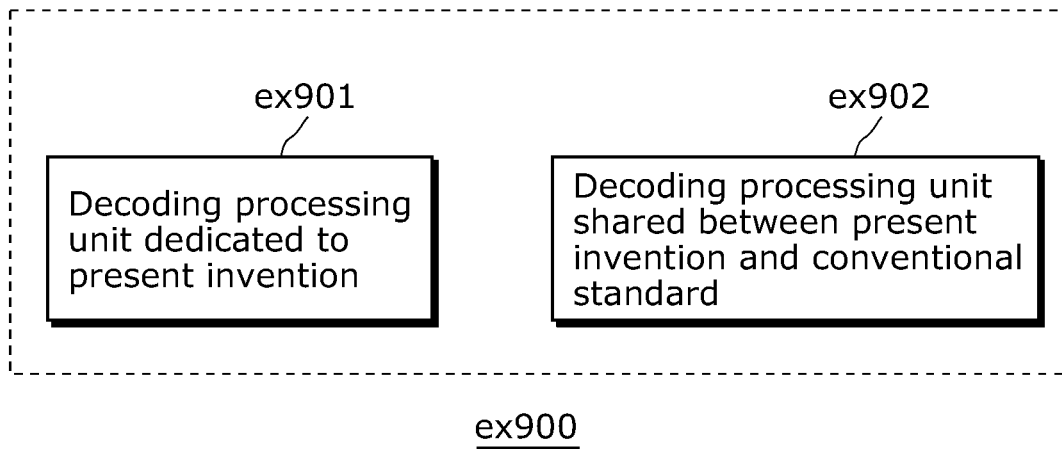 ex901
Decoding processing
unit dedicated to
present invention
ex902
Decoding processing unit
shared between present
invention and conventional
standard
ex900